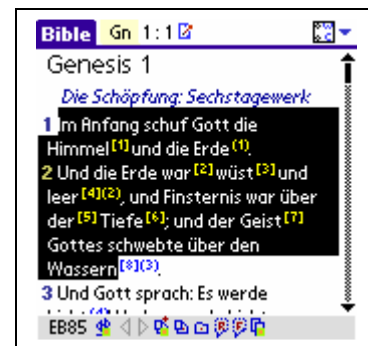 Bible Gn 1:1
Genesis 1
Die Schöpfung: Sechstagewerk
1 Im Anfang schuf Gott die
Himmel[1] und die Erde(1).
2 Und die Erde war[2] wüst[3] und
leer[4](2), und Finsternis war über
der[5] Tiefe[6]; und der Geist[7]
Gottes schwebte über den
Wassern[8](3).
3 Und Gott sprach: Es werde
EB85